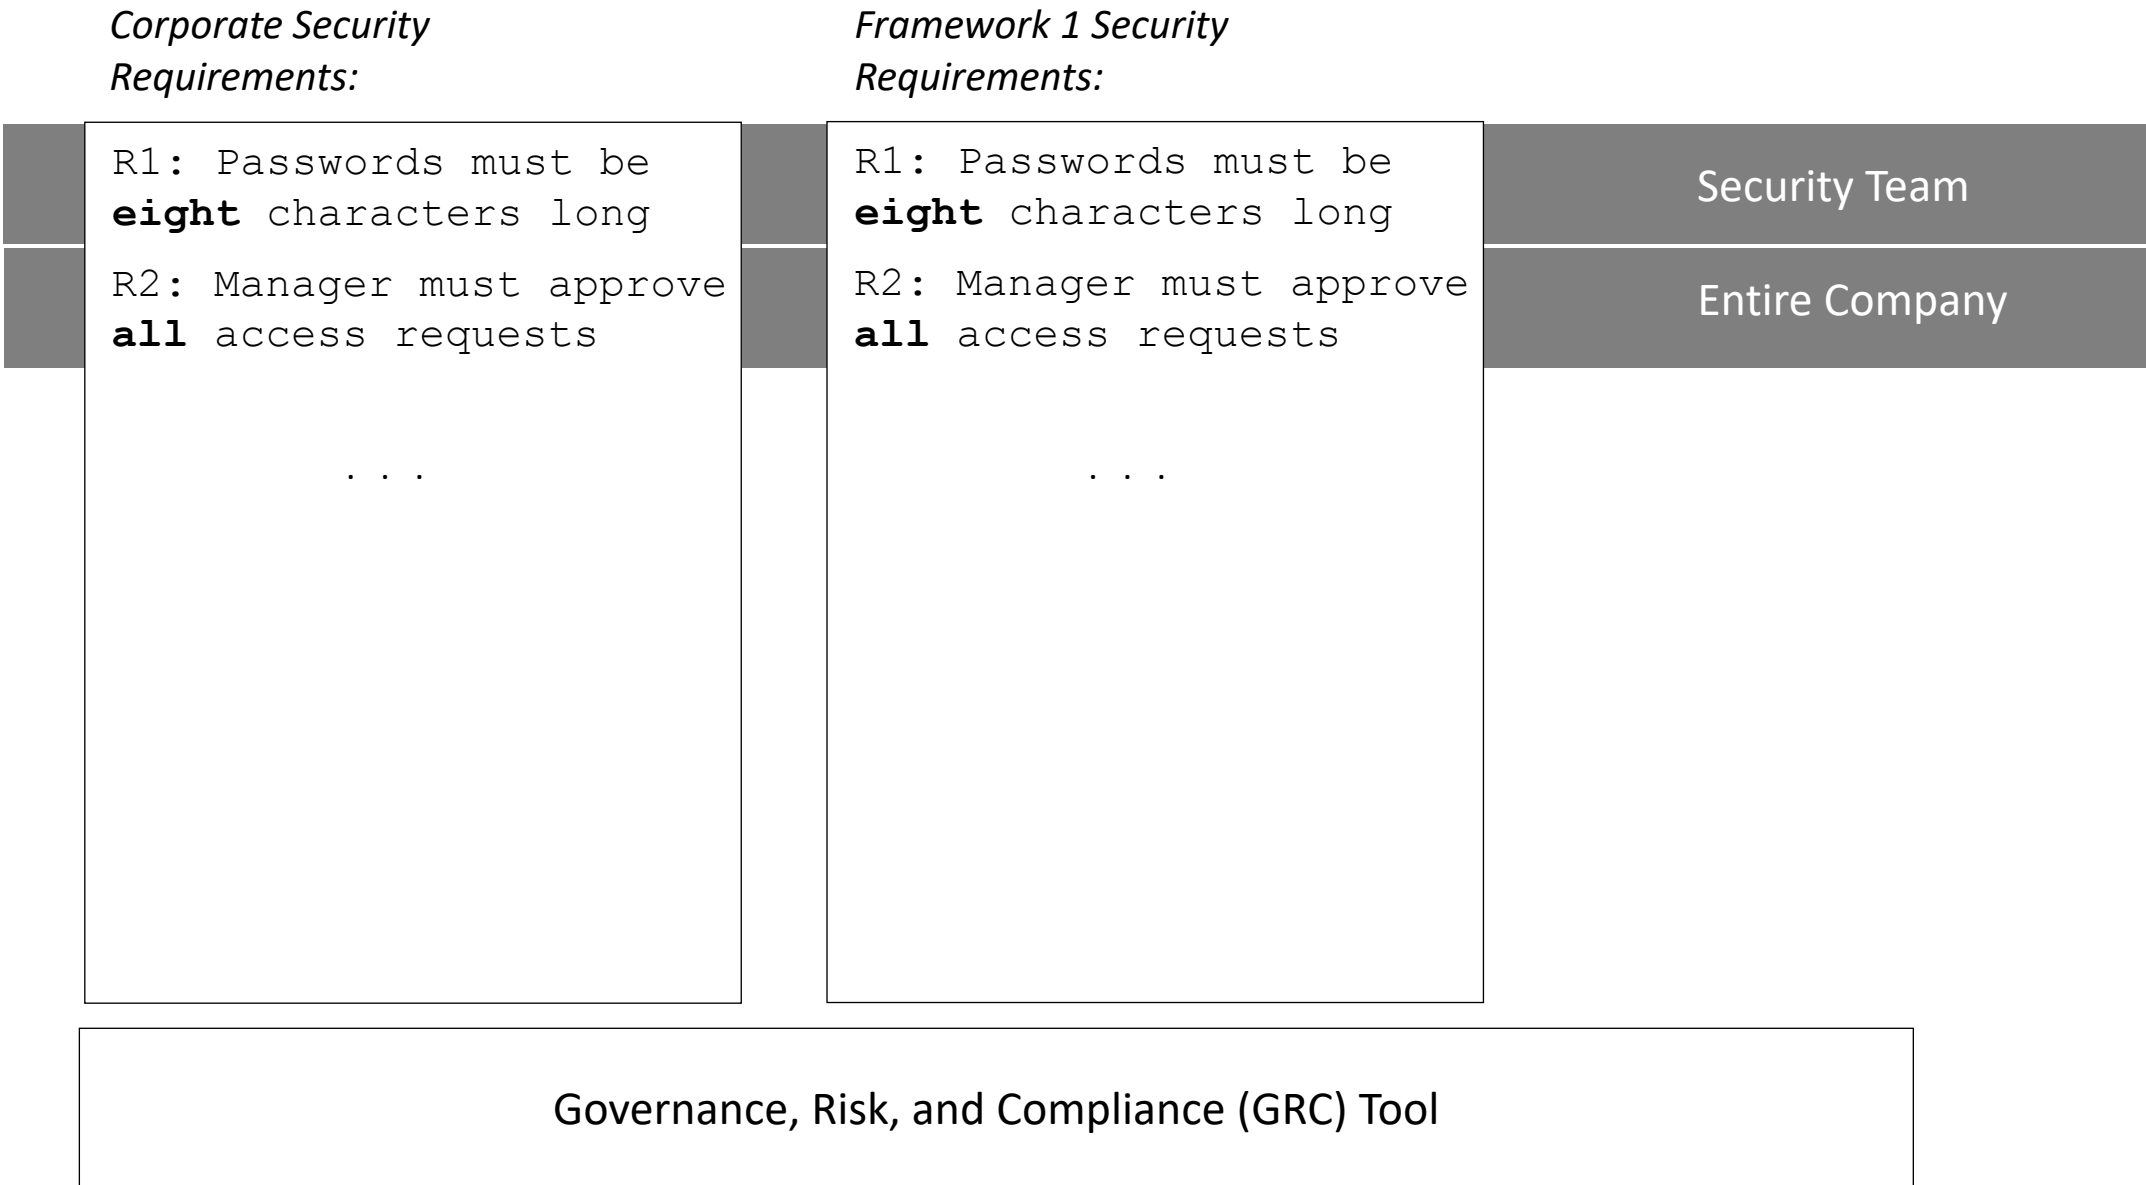 Corporate Security
Requirements:
Framework 1 Security
Requirements:
R1: Passwords must be
eight characters long
R2: Manager must approve
all access requests
. . .
R1: Passwords must be
eight characters long
R2: Manager must approve
all access requests
. . .
Security Team
Entire Company
Governance, Risk, and Compliance (GRC) Tool